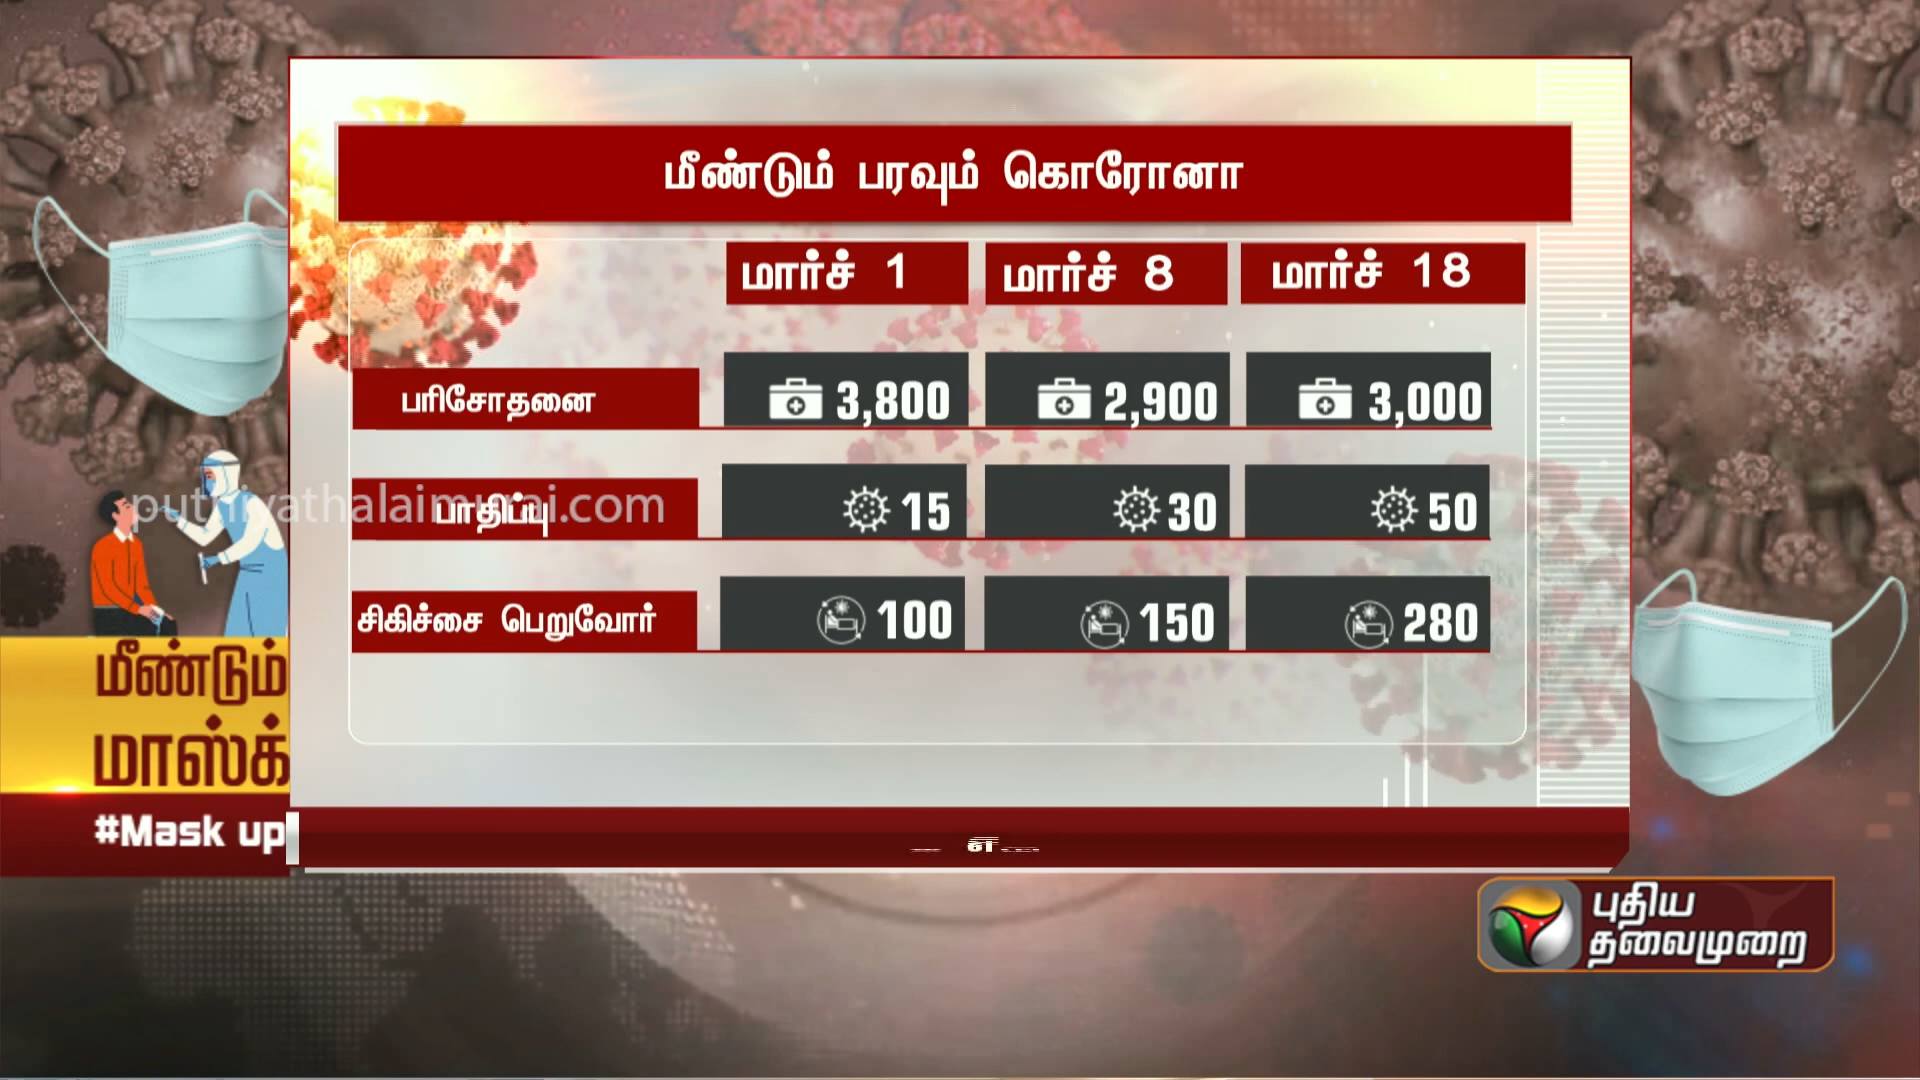 மீண்டும் பரவும் கொரோனா
மார்ச் 1 மார்ச் 8 மார்ச் 18
பரிசோதனை 3,800 2,900 3,000
பாதிப்பு 15 30 50
puthiyathalaimurai.com
சிகிச்சை பெறுவோர் 100 150 280
மீண்டும்
மாஸ்க்
#Mask up
புதிய
தலைமுறை